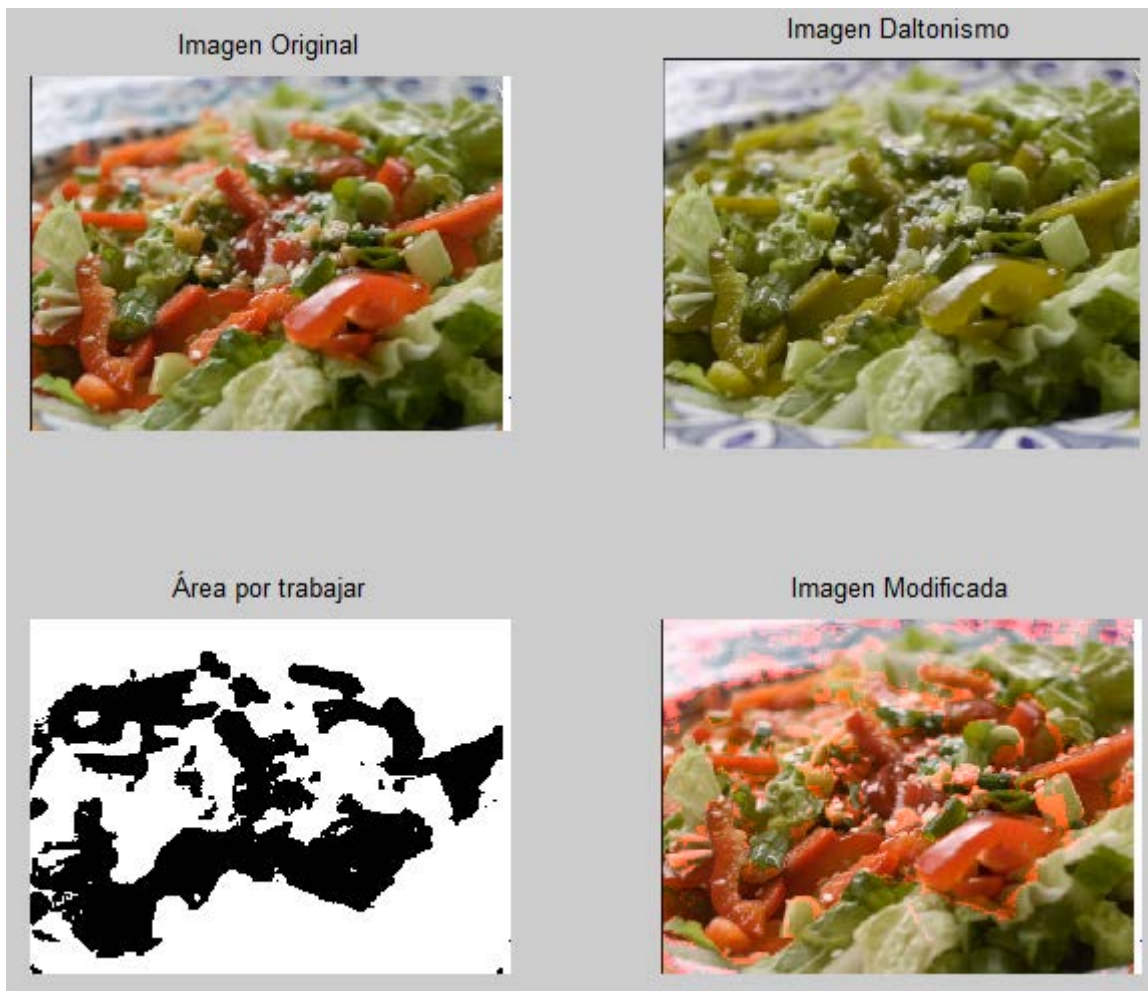 Imagen Original
Imagen Daltonismo
Área por trabajar
Imagen Modificada